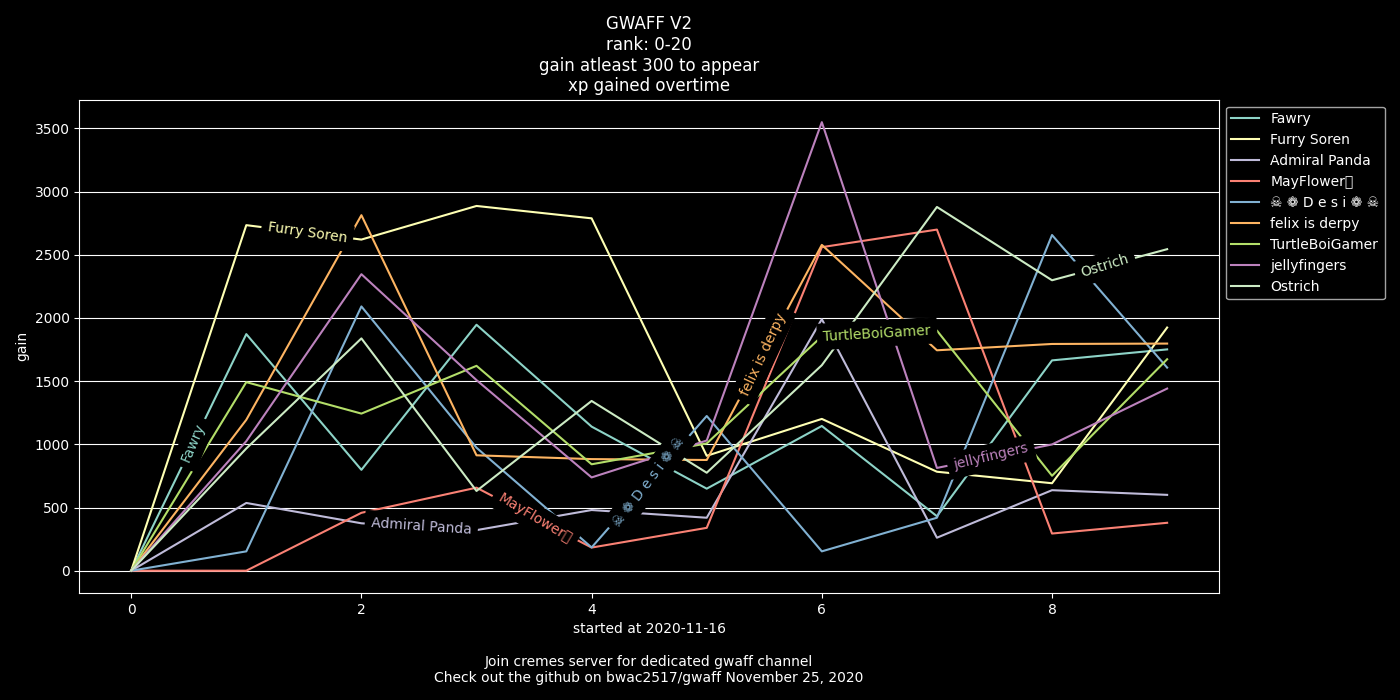 GWAFF V2
rank: 0-20
gain atleast 300 to appear
xp gained overtime
3500
3000
2500
2000
1500
1000
500
0
gain
0 2 4 6 8
started at 2020-11-16
Furry Soren
Fawry
Admiral Panda
MayFlower▯
☠ ❁ D e s i ❁ ☠
felix is derpy
TurtleBoiGamer
jellyfingers
Ostrich
Fawry
Furry Soren
Admiral Panda
MayFlower▯
☠ ❁ D e s i ❁ ☠
felix is derpy
TurtleBoiGamer
jellyfingers
Ostrich
Join cremes server for dedicated gwaff channel
Check out the github on bwac2517/gwaff November 25, 2020